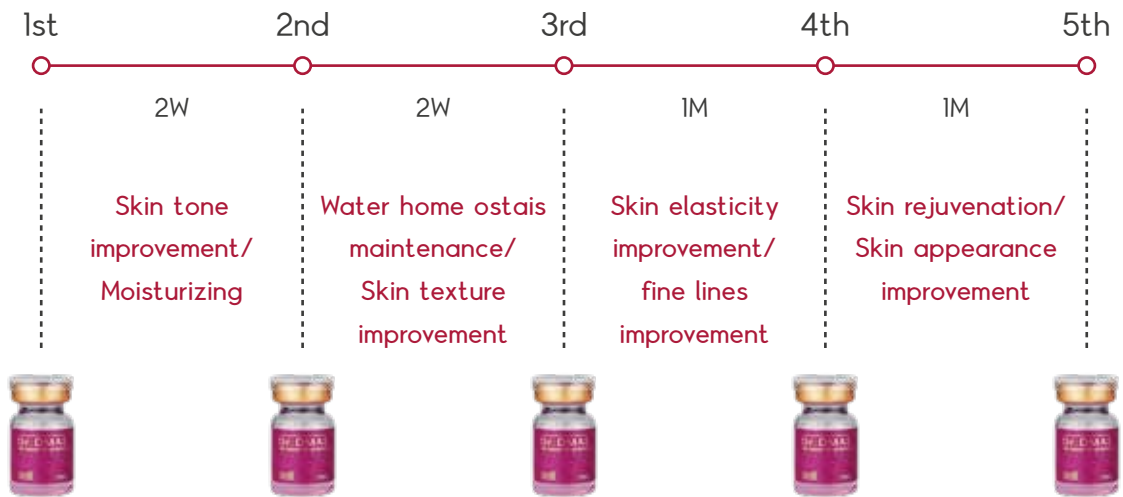 1st 2nd 3rd 4th 5th
2W 2W 1M 1M
Skin tone
improvement/
Moisturizing
Water home ostais
maintenance/
Skin texture
improvement
Skin elasticity
improvement/
fine lines
improvement
Skin rejuvenation/
Skin appearance
improvement